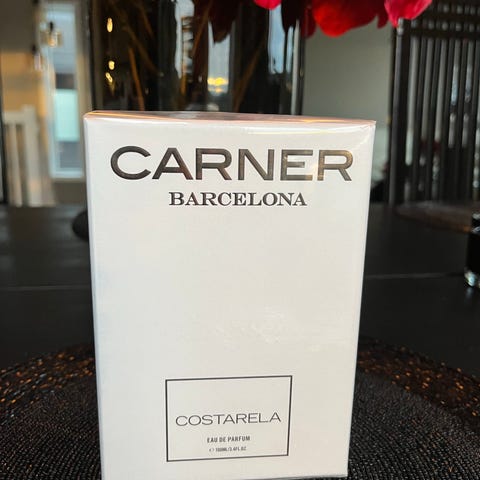 CARNER
BARCELONA
COSTARELA
EAU DE PARFUM
100ML/3.4FL.OZ